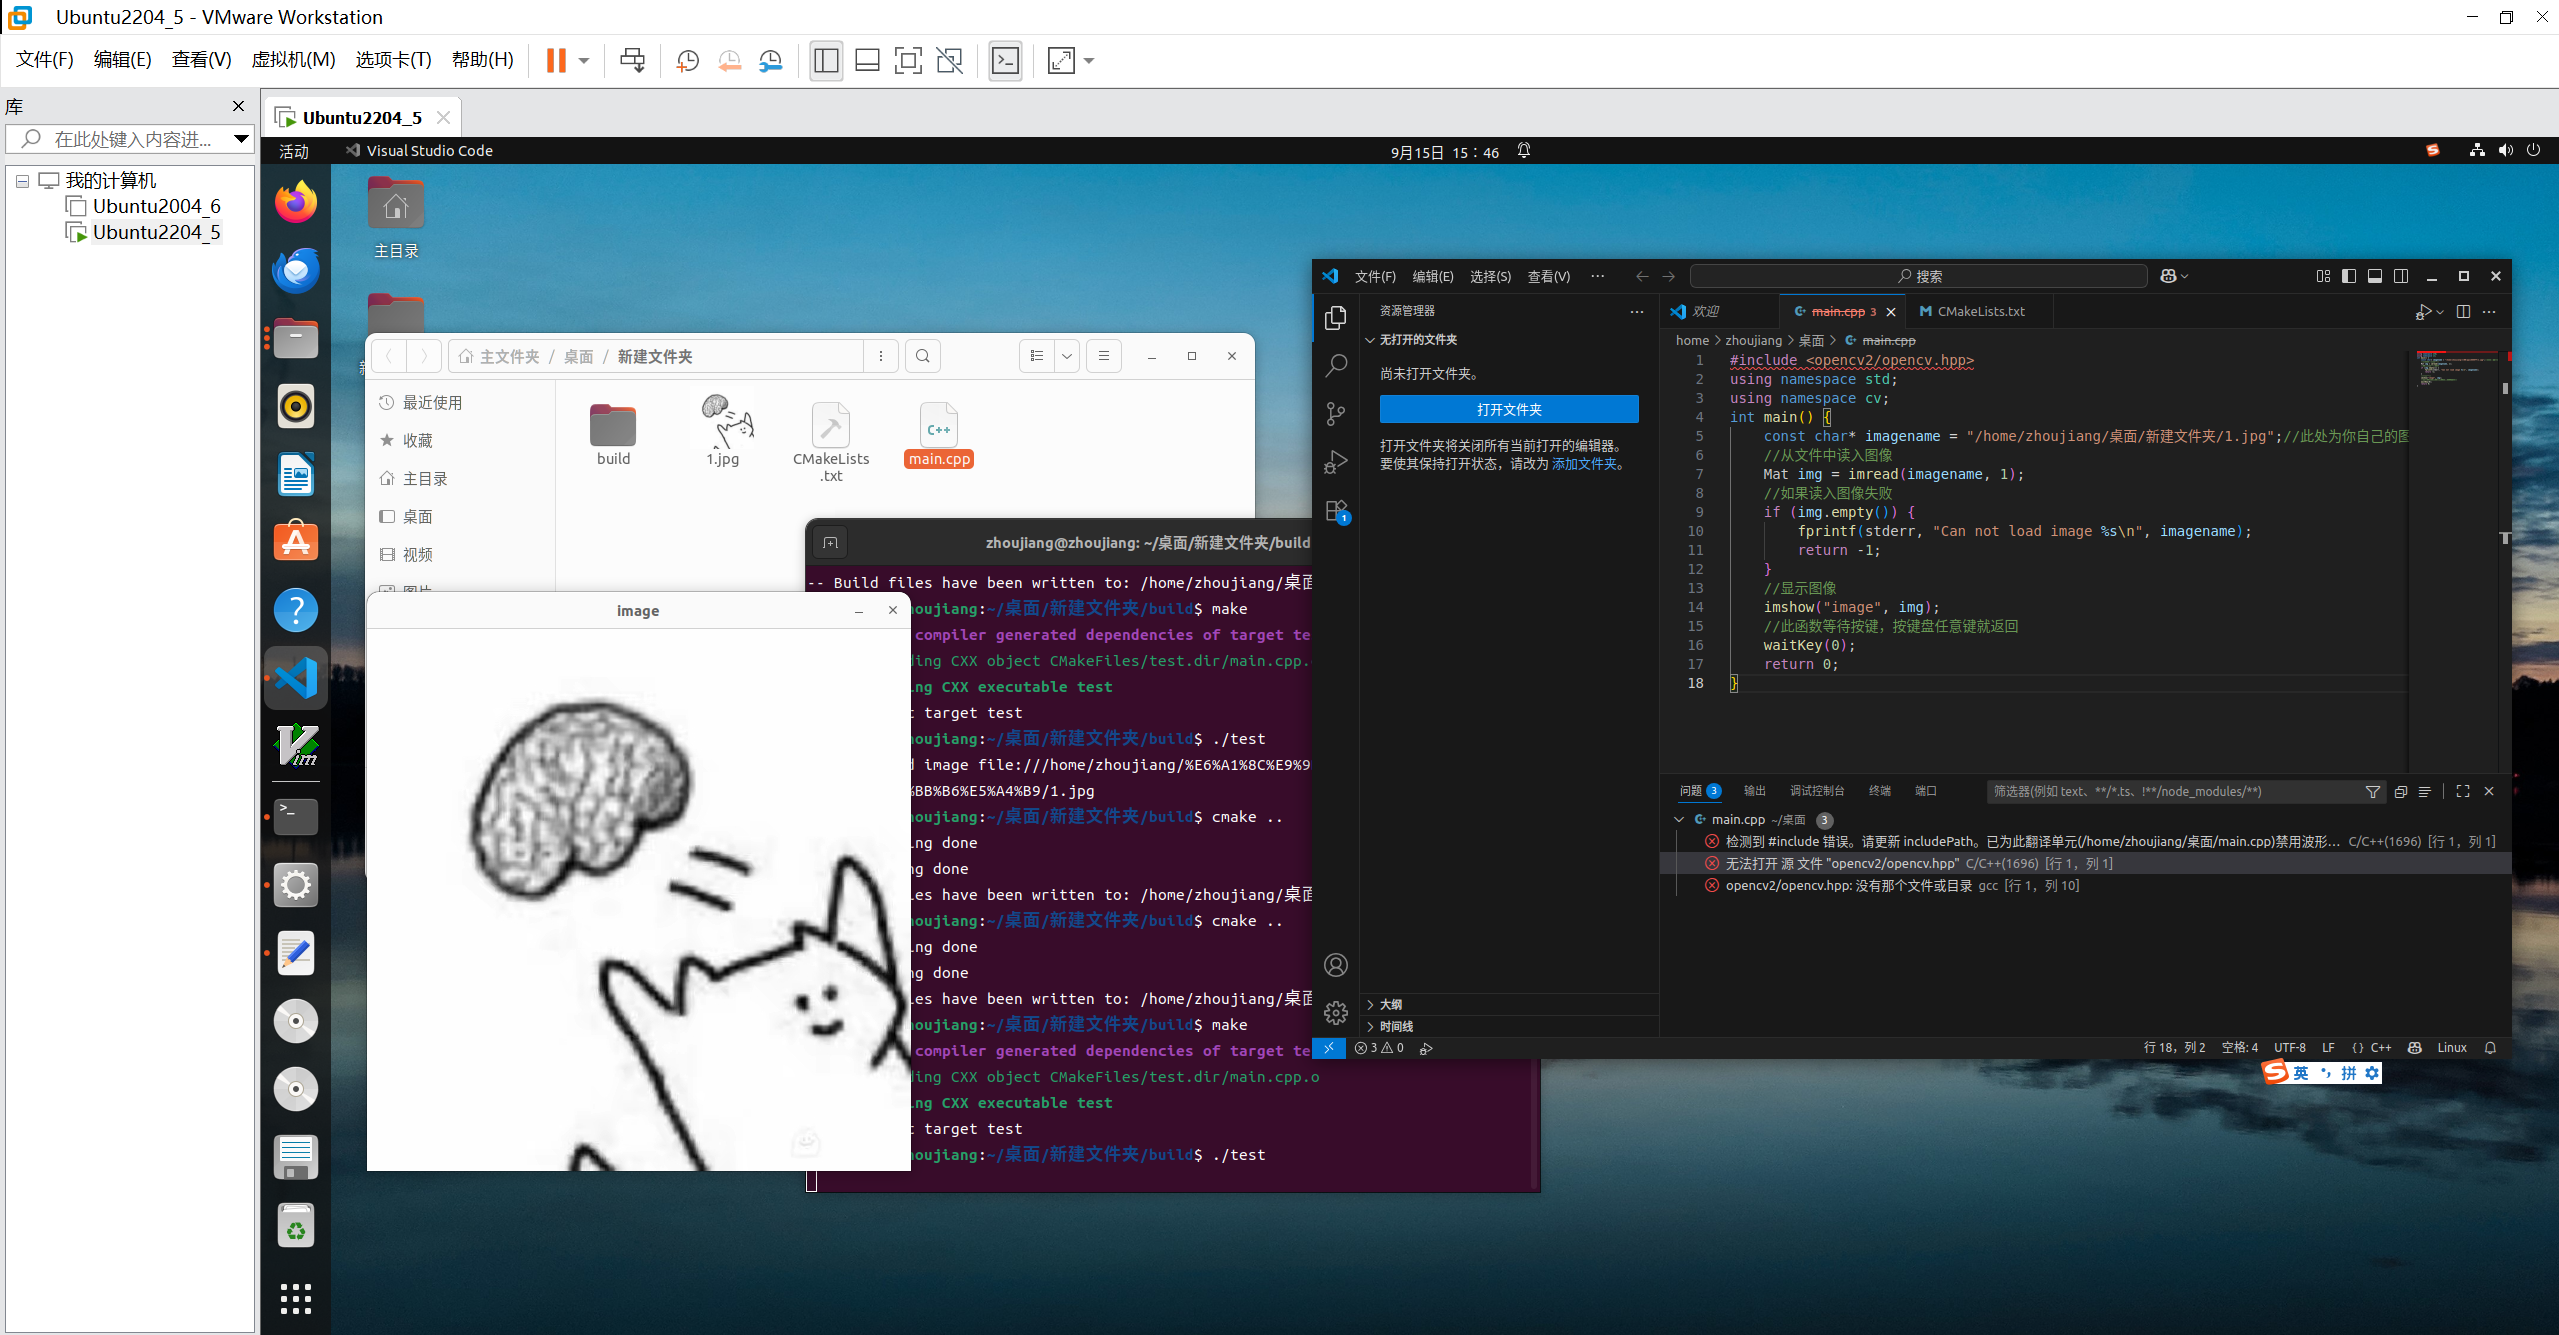 Ubuntu2204_5 - VMware Workstation
文件(F) 编辑(E) 查看(V) 虚拟机(M) 选项卡(T) 帮助(H)
库
在此处键入内容进...
我的计算机
Ubuntu2004_6
Ubuntu2204_5
Ubuntu2204_5
活动 Visual Studio Code 9月15日 15：46
主目录
主文件夹 / 桌面 / 新建文件夹
最近使用
收藏
主目录
桌面
视频
build
1.jpg
CMakeLists
.txt
main.cpp
zhoujiang@zhoujiang: ~/桌面/新建文件夹/build
-- Build files have been written to: /home/zhoujiang/桌面
houjiang:~/桌面/新建文件夹/build$ make
compiler generated dependencies of target te
ding CXX object CMakeFiles/test.dir/main.cpp.
ng CXX executable test
t target test
houjiang:~/桌面/新建文件夹/build$ ./test
d image file:///home/zhoujiang/%E6%A1%8C%E9%9
%BB%B6%E5%A4%B9/1.jpg
houjiang:~/桌面/新建文件夹/build$ cmake ..
ng done
ng done
les have been written to: /home/zhoujiang/桌面
houjiang:~/桌面/新建文件夹/build$ cmake ..
ng done
ng done
les have been written to: /home/zhoujiang/桌面
houjiang:~/桌面/新建文件夹/build$ make
compiler generated dependencies of target te
ding CXX object CMakeFiles/test.dir/main.cpp.o
ng CXX executable test
t target test
houjiang:~/桌面/新建文件夹/build$ ./test
image
文件(F) 编辑(E) 选择(S) 查看(V) ··· 搜索
资源管理器
无打开的文件夹
尚未打开文件夹。
打开文件夹
打开文件夹将关闭所有当前打开的编辑器。
要使其保持打开状态，请改为 添加文件夹。
大纲
时间线
欢迎 main.cpp 3 CMakeLists.txt
home > zhoujiang > 桌面 > main.cpp
1 #include <opencv2/opencv.hpp>
2 using namespace std;
3 using namespace cv;
4 int main() {
5 const char* imagename = "/home/zhoujiang/桌面/新建文件夹/1.jpg";//此处为你自己的图
6 //从文件中读入图像
7 Mat img = imread(imagename, 1);
8 //如果读入图像失败
9 if (img.empty()) {
10 fprintf(stderr, "Can not load image %s\n", imagename);
11 return -1;
12 }
13 //显示图像
14 imshow("image", img);
15 //此函数等待按键，按键盘任意键就返回
16 waitKey(0);
17 return 0;
18 }
问题 3 输出 调试控制台 终端 端口 筛选器(例如 text、**/*.ts、!**/node_modules/**)
main.cpp ~/桌面 3
检测到 #include 错误。请更新 includePath。已为此翻译单元(/home/zhoujiang/桌面/main.cpp)禁用波形... C/C++(1696) [行 1，列 1]
无法打开 源 文件 "opencv2/opencv.hpp" C/C++(1696) [行 1，列 1]
opencv2/opencv.hpp: 没有那个文件或目录 gcc [行 1，列 10]
3 0 行 18，列 2 空格: 4 UTF-8 LF {} C++ Linux
英 拼